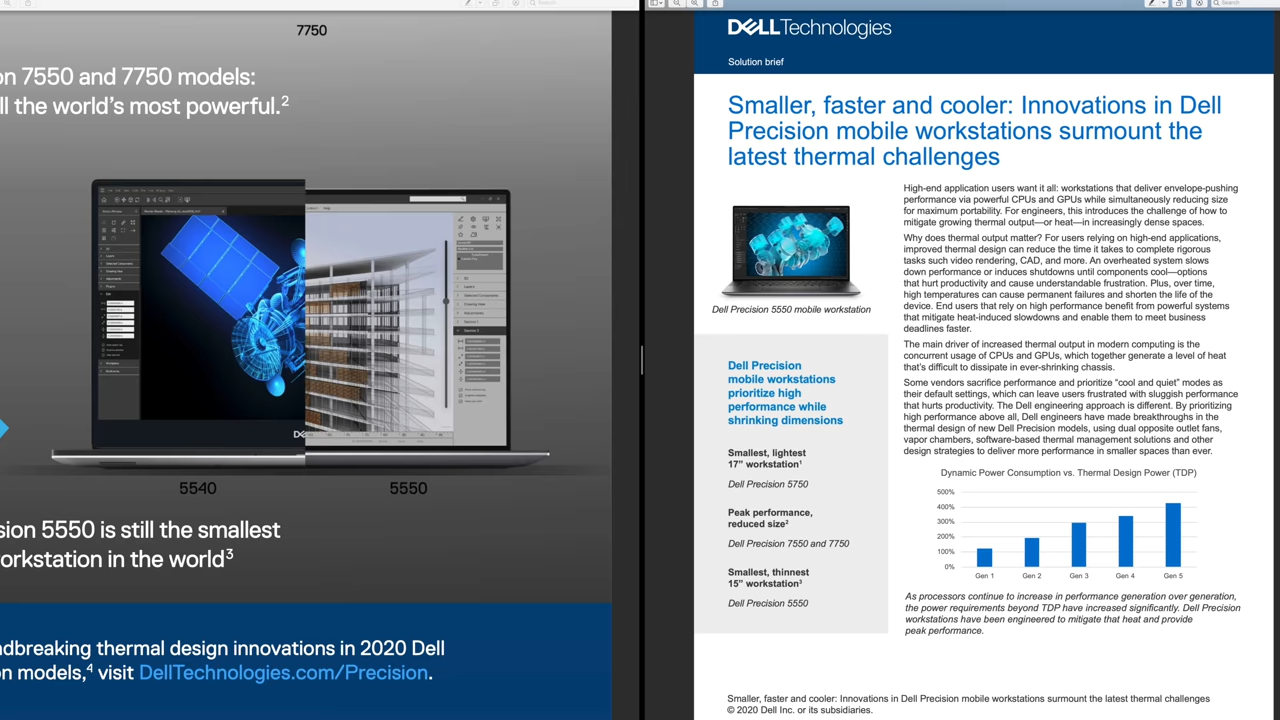 Search
7750
on 7550 and 7750 models:
ll the world's most powerful.²
DELL
5540
5550
sion 5550 is still the smallest
orkstation in the world³
ndbreaking thermal design innovations in 2020 Dell
on models,⁴ visit DellTechnologies.com/Precision.
Search
DELLTechnologies
Solution brief
Smaller, faster and cooler: Innovations in Dell
Precision mobile workstations surmount the
latest thermal challenges
Dell Precision 5550 mobile workstation
Dell Precision
mobile workstations
prioritize high
performance while
shrinking dimensions
Smallest, lightest
17” workstation¹
Dell Precision 5750
Peak performance,
reduced size²
Dell Precision 7550 and 7750
Smallest, thinnest
15” workstation³
Dell Precision 5550
High-end application users want it all: workstations that deliver envelope-pushing
performance via powerful CPUs and GPUs while simultaneously reducing size
for maximum portability. For engineers, this introduces the challenge of how to
mitigate growing thermal output—or heat—in increasingly dense spaces.
Why does thermal output matter? For users relying on high-end applications,
improved thermal design can reduce the time it takes to complete rigorous
tasks such as video rendering, CAD, and more. An overheated system slows
down performance or induces shutdowns until components cool—options
that hurt productivity and cause understandable frustration. Plus, over time,
high temperatures can cause permanent failures and shorten the life of the
device. End users that rely on high performance benefit from powerful systems
that mitigate heat-induced slowdowns and enable them to meet business
deadlines faster.
The main driver of increased thermal output in modern computing is the
concurrent usage of CPUs and GPUs, which together generate a level of heat
that’s difficult to dissipate in ever-shrinking chassis.
Some vendors sacrifice performance and prioritize “cool and quiet” modes as
their default settings, which can leave users frustrated with sluggish performance
that hurts productivity. The Dell engineering approach is different. By prioritizing
high performance above all, Dell engineers have made breakthroughs in the
thermal design of new Dell Precision models, using dual opposite outlet fans,
vapor chambers, software-based thermal management solutions and other
design strategies to deliver more performance in smaller spaces than ever.
Dynamic Power Consumption vs. Thermal Design Power (TDP)
500%
400%
300%
200%
100%
0%
Gen 1 Gen 2 Gen 3 Gen 4 Gen 5
As processors continue to increase in performance generation over generation,
the power requirements beyond TDP have increased significantly. Dell Precision
workstations have been engineered to mitigate that heat and provide
peak performance.
Smaller, faster and cooler: Innovations in Dell Precision mobile workstations surmount the latest thermal challenges
© 2020 Dell Inc. or its subsidiaries.